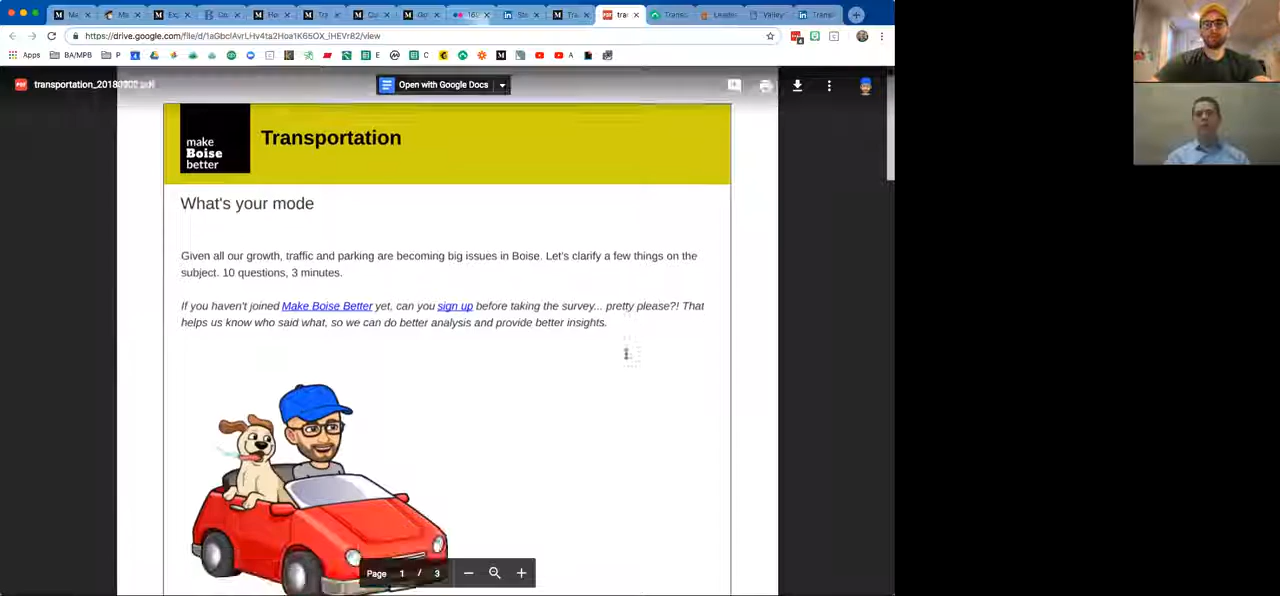 https://drive.google.com/file/d/
Apps
BA/MPB
P
E
C
A
Open with Google Docs
make
Boise
better
Transportation
What's your mode
Given all our growth, traffic and parking are becoming big issues in Boise. Let's clarify a few things on the
subject. 10 questions, 3 minutes.
If you haven't joined Make Boise Better yet, can you sign up before taking the survey... pretty please?! That
helps us know who said what, so we can do better analysis and provide better insights.
Page 1 / 3